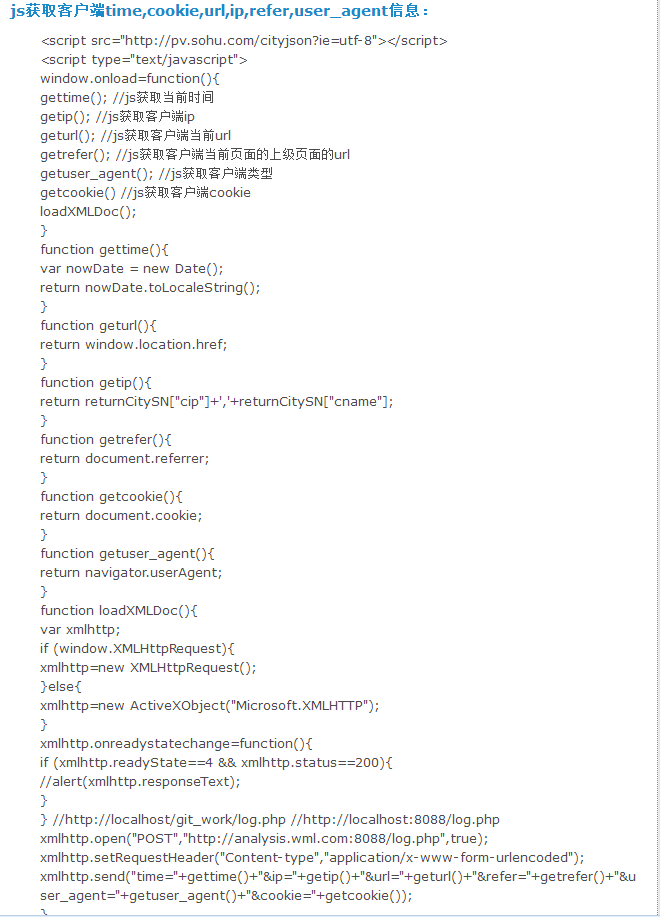 js获取客户端time,cookie,url,ip,refer,user_agent信息：
<script src="http://pv.sohu.com/cityjson?ie=utf-8"></script>
<script type="text/javascript">
window.onload=function(){
gettime(); //js获取当前时间
getip(); //js获取客户端ip
geturl(); //js获取客户端当前url
getrefer(); //js获取客户端当前页面的上级页面的url
getuser_agent(); //js获取客户端类型
getcookie() //js获取客户端cookie
loadXMLDoc();
}
function gettime(){
var nowDate = new Date();
return nowDate.toLocaleString();
}
function geturl(){
return window.location.href;
}
function getip(){
return returnCitySN["cip"]+','+returnCitySN["cname"];
}
function getrefer(){
return document.referrer;
}
function getcookie(){
return document.cookie;
}
function getuser_agent(){
return navigator.userAgent;
}
function loadXMLDoc(){
var xmlhttp;
if (window.XMLHttpRequest){
xmlhttp=new XMLHttpRequest();
}else{
xmlhttp=new ActiveXObject("Microsoft.XMLHTTP");
}
xmlhttp.onreadystatechange=function(){
if (xmlhttp.readyState==4 && xmlhttp.status==200){
//alert(xmlhttp.responseText);
}
} //http://localhost/git_work/log.php //http://localhost:8088/log.php
xmlhttp.open("POST","http://analysis.wml.com:8088/log.php",true);
xmlhttp.setRequestHeader("Content-type","application/x-www-form-urlencoded");
xmlhttp.send("time="+gettime()+"&ip="+getip()+"&url="+geturl()+"&refer="+getrefer()+"&u
ser_agent="+getuser_agent()+"&cookie="+getcookie());
}